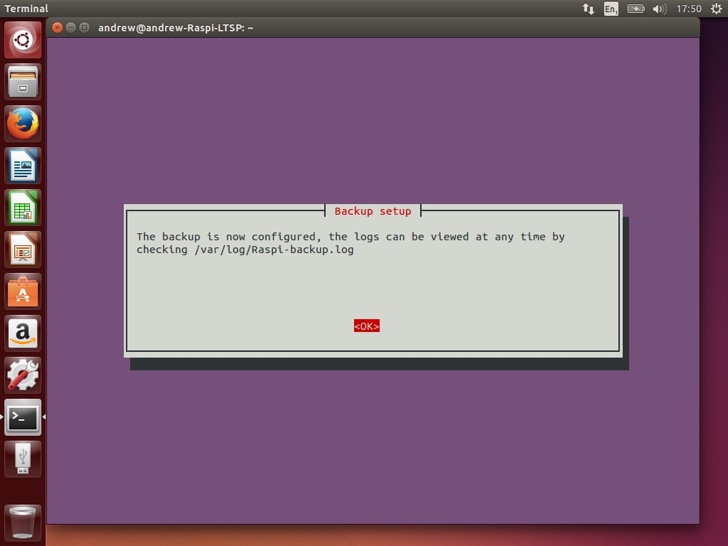 Terminal
En1
17:50
andrew@andrew-Raspi-LTSP: ~
Backup setup
The backup is now configured, the logs can be viewed at any time by
checking /var/log/Raspi-backup.log
<OK>